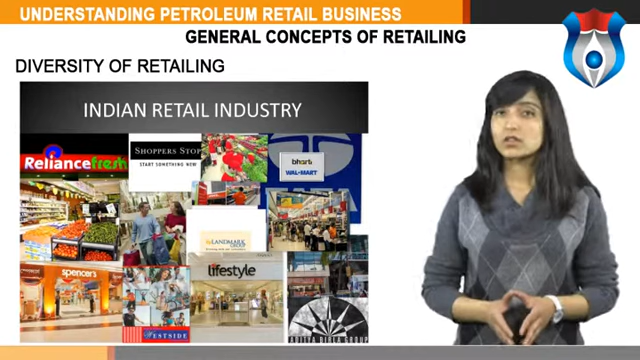 UNDERSTANDING PETROLEUM RETAIL BUSINESS
GENERAL CONCEPTS OF RETAILING
DIVERSITY OF RETAILING
INDIAN RETAIL INDUSTRY
Reliance fresh
SHOPPERS STOP
START SOMETHING NEW
bharti
WAL-MART
LANDMARK
GROUP
spencer's
lifestyle
WESTSIDE
ADITYA BIRLA GROUP